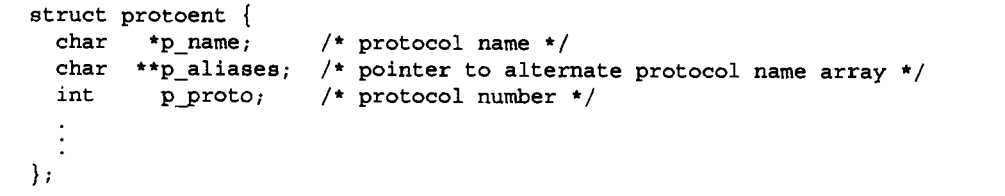 struct protoent {
  char   *p_name;       /* protocol name */
  char  **p_aliases;  /* pointer to alternate protocol name array */
  int     p_proto;    /* protocol number */
  .
  .
  .
};